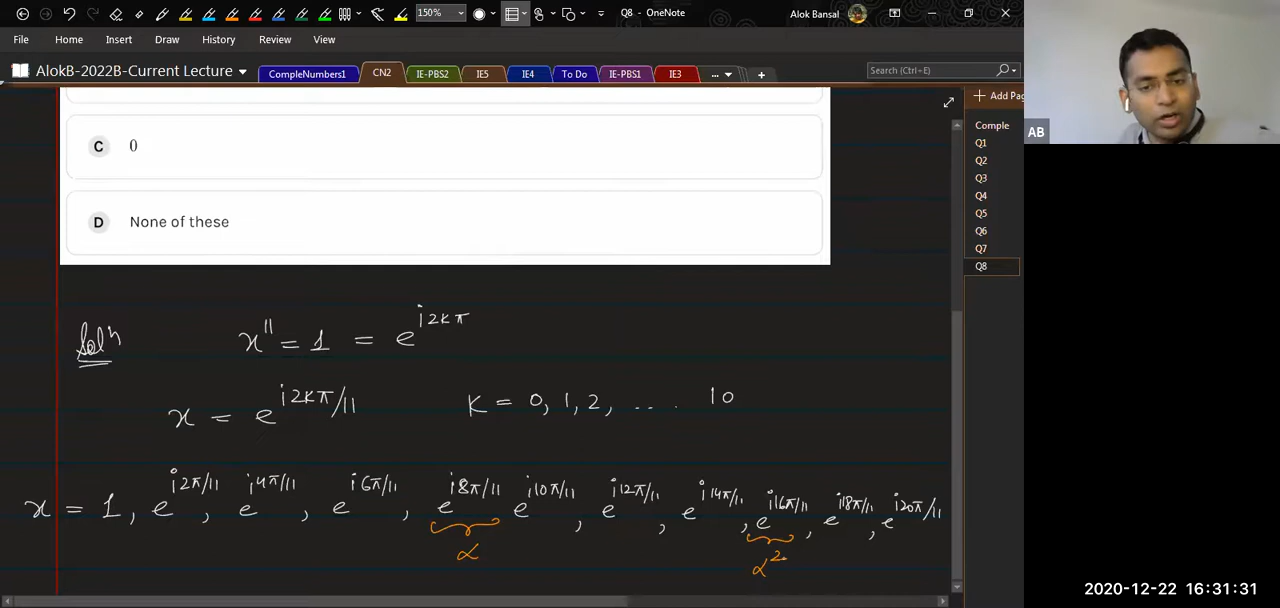 150%
Q8 - OneNote
Alok Bansal
File Home Insert Draw History Review View
AlokB-2022B-Current Lecture
CompleNumbers1 CN2 IE-PBS2 IE5 IE4 To Do IE-PBS1 IE3 ... +
Search (Ctrl+E)
+ Add Pag
Comple
Q1
Q2
Q3
Q4
Q5
Q6
Q7
Q8
AB
C 0
D None of these
Solⁿ x¹¹ = 1 = e^{i2kπ}
x = e^{i2kπ/11} K = 0, 1, 2, ... . 10
x = 1, e^{i2π/11}, e^{i4π/11}, e^{i6π/11}, e^{i8π/11} e^{i10π/11}, e^{i12π/11}, e^{i14π/11}, e^{i16π/11}, e^{i18π/11}, e^{i20π/11}
α α²
2020-12-22 16:31:31